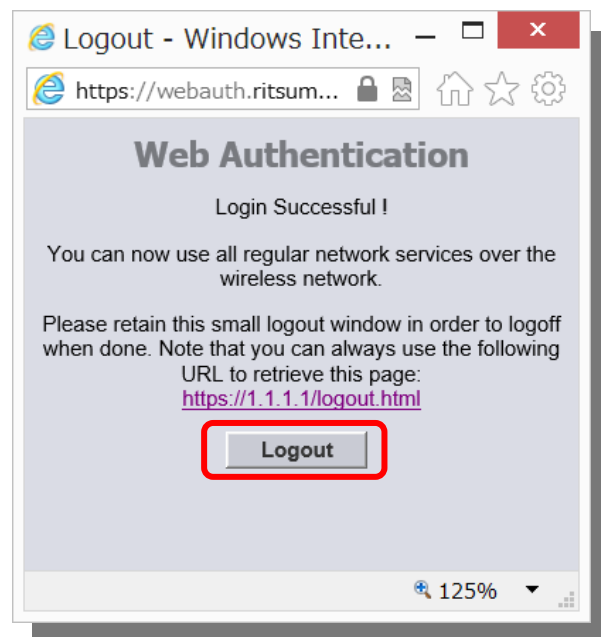 Logout - Windows Inte...
https://webauth.ritsum...
Web Authentication
Login Successful !
You can now use all regular network services over the
wireless network.
Please retain this small logout window in order to logoff
when done. Note that you can always use the following
URL to retrieve this page:
https://1.1.1.1/logout.html
Logout
125%